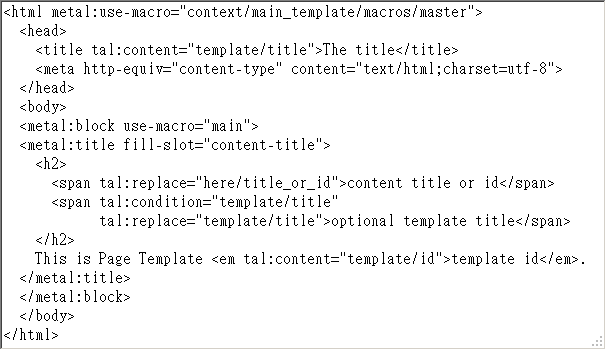 <html metal:use-macro="context/main_template/macros/master">
  <head>
    <title tal:content="template/title">The title</title>
    <meta http-equiv="content-type" content="text/html;charset=utf-8">
  </head>
  <body>
  <metal:block use-macro="main">
  <metal:title fill-slot="content-title">
    <h2>
      <span tal:replace="here/title_or_id">content title or id</span>
      <span tal:condition="template/title"
            tal:replace="template/title">optional template title</span>
    </h2>
    This is Page Template <em tal:content="template/id">template id</em>.
  </metal:title>
  </metal:block>
  </body>
</html>